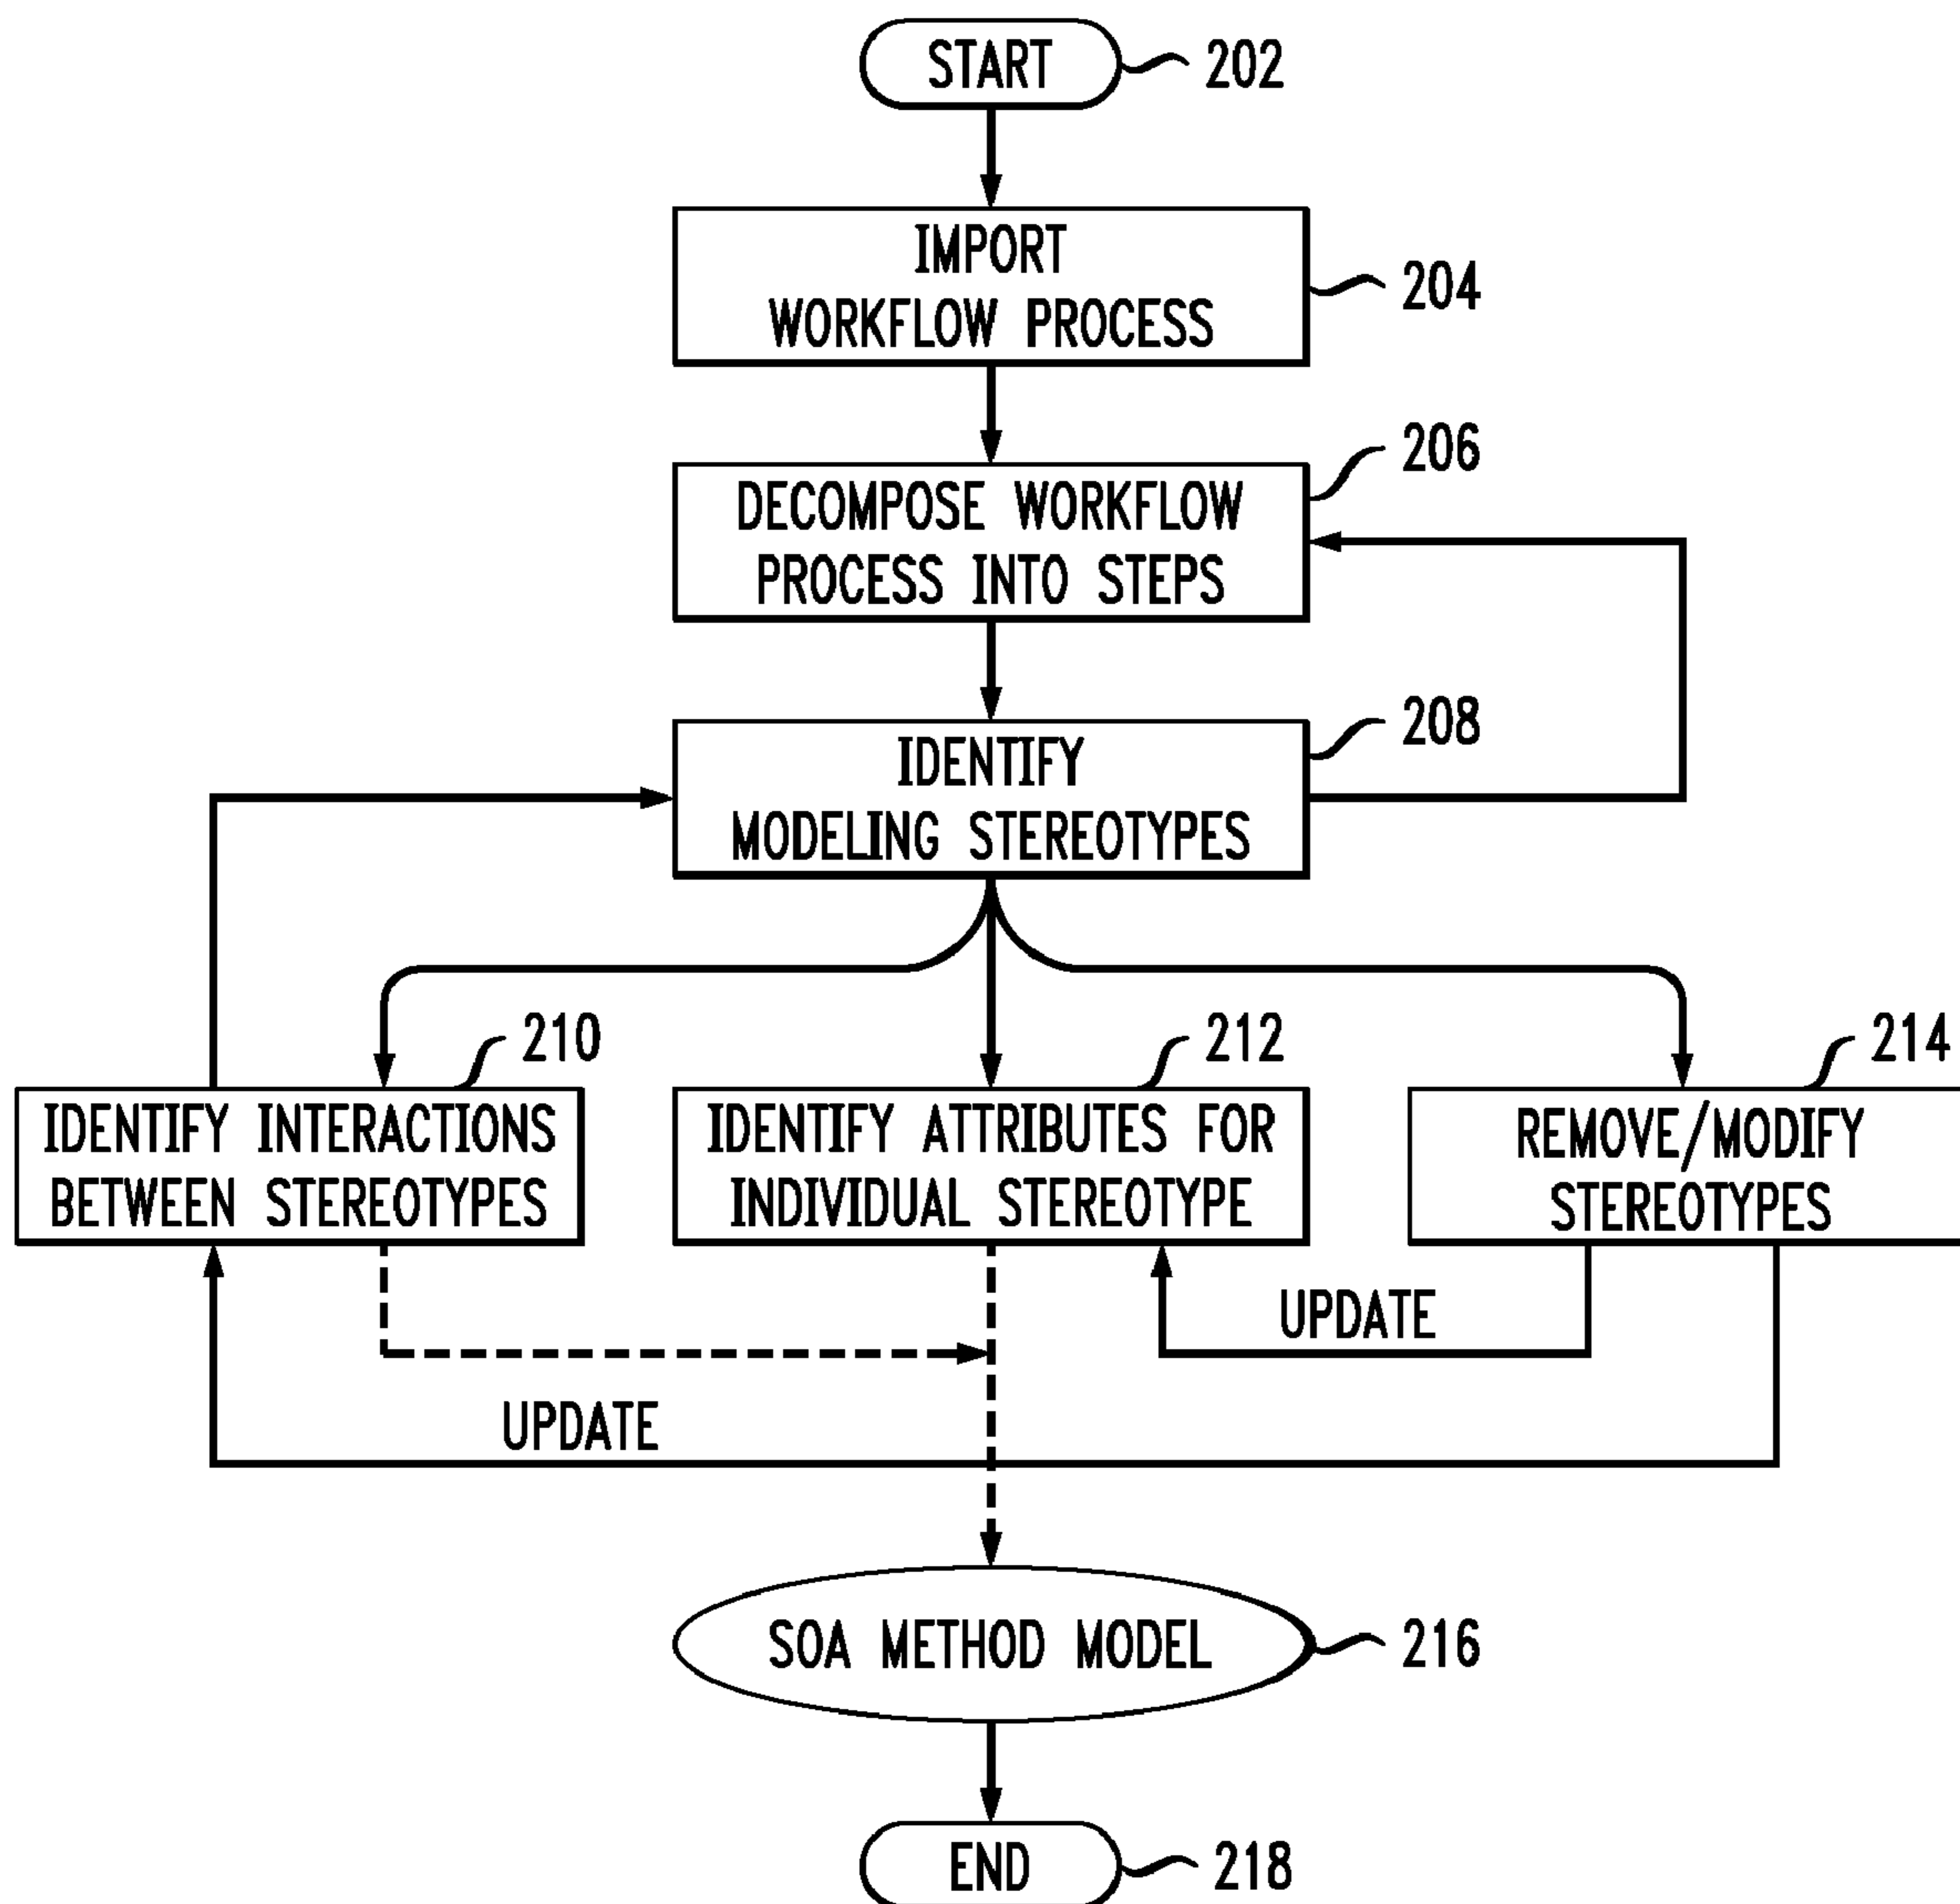 START
202
IMPORT
WORKFLOW PROCESS
204
206
DECOMPOSE WORKFLOW
PROCESS INTO STEPS
208
IDENTIFY
MODELING STEREOTYPES
210
212
214
IDENTIFY INTERACTIONS
BETWEEN STEREOTYPES
IDENTIFY ATTRIBUTES FOR
INDIVIDUAL STEREOTYPE
REMOVE/MODIFY
STEREOTYPES
UPDATE
UPDATE
SOA METHOD MODEL
216
END
218